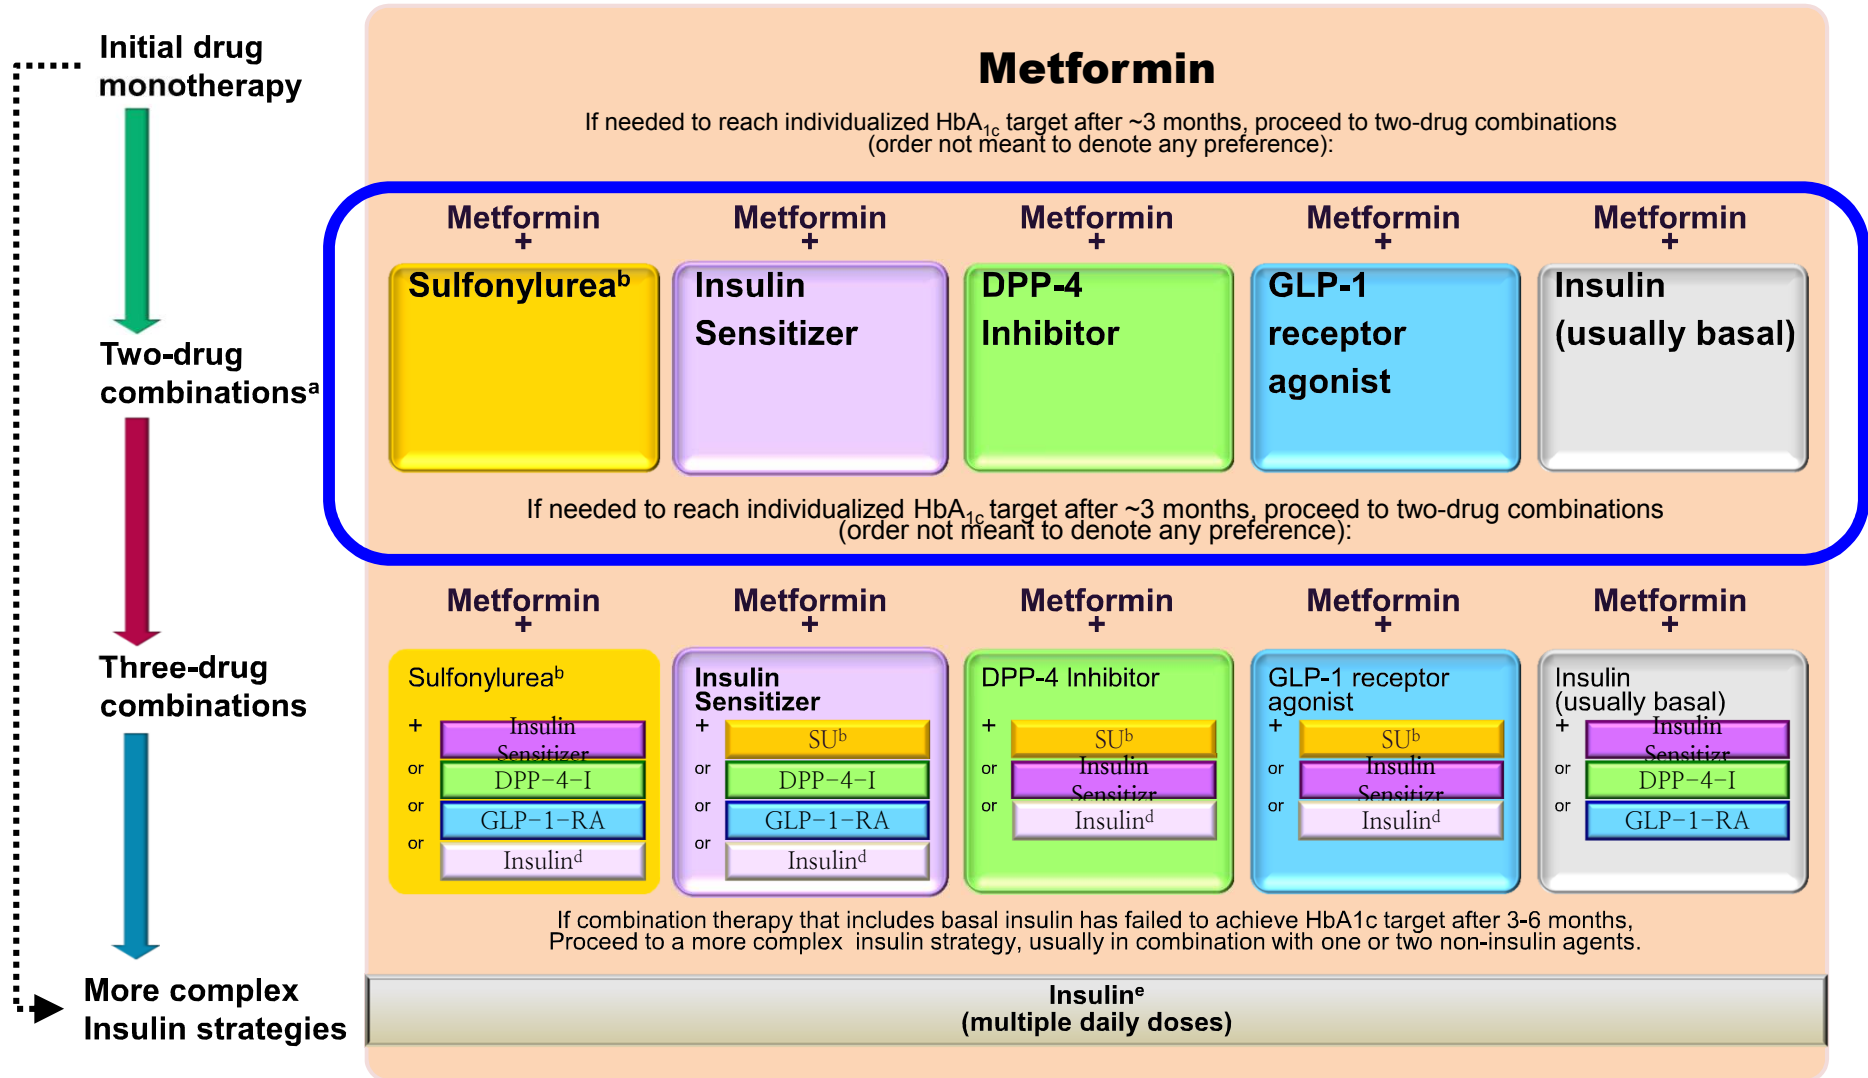 Initial drug
monotherapy
Metformin
If needed to reach individualized HbA1c target after ~3 months, proceed to two-drug combinations
(order not meant to denote any preference):
Two-drug
combinationsa
Metformin
+
Sulfonylureab
Metformin
+
Insulin
Sensitizer
Metformin
+
DPP-4
Inhibitor
Metformin
+
GLP-1
receptor
agonist
Metformin
+
Insulin
(usually basal)
If needed to reach individualized HbA1c target after ~3 months, proceed to two-drug combinations
(order not meant to denote any preference):
Three-drug
combinations
Metformin
+
Sulfonylureab
+
Insulin
Sensitizer
or
DPP-4-I
or
GLP-1-RA
or
Insulind
Metformin
+
Insulin
Sensitizer
+
SUb
or
DPP-4-I
or
GLP-1-RA
or
Insulind
Metformin
+
DPP-4 Inhibitor
+
SUb
or
Insulin
Sensitizr
or
Insulind
Metformin
+
GLP-1 receptor
agonist
+
SUb
or
Insulin
Sensitizr
or
Insulind
Metformin
+
Insulin
(usually basal)
+
Insulin
Sensitizr
or
DPP-4-I
or
GLP-1-RA
If combination therapy that includes basal insulin has failed to achieve HbA1c target after 3-6 months,
Proceed to a more complex insulin strategy, usually in combination with one or two non-insulin agents.
More complex
Insulin strategies
Insuline
(multiple daily doses)